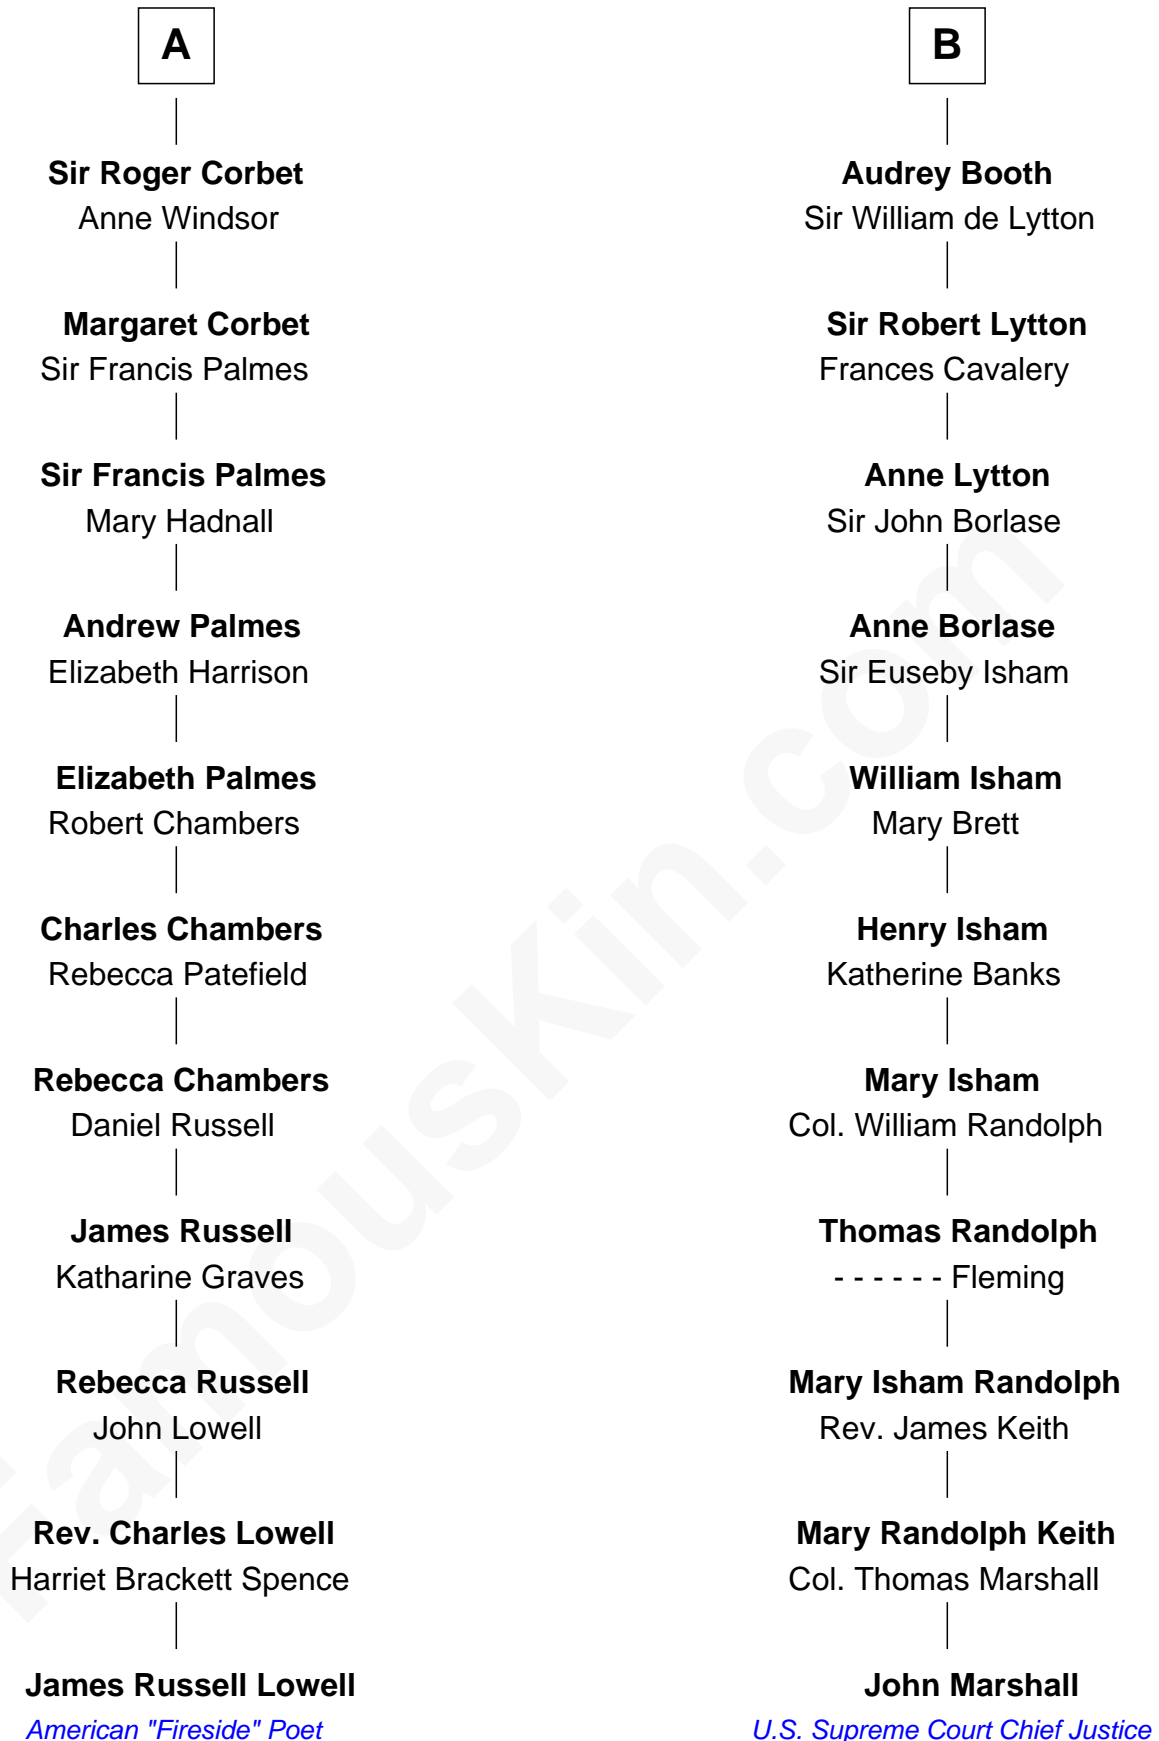 A
Sir Roger Corbet
Anne Windsor
Margaret Corbet
Sir Francis Palmes
Sir Francis Palmes
Mary Hadnall
Andrew Palmes
Elizabeth Harrison
Elizabeth Palmes
Robert Chambers
Charles Chambers
Rebecca Patefield
Rebecca Chambers
Daniel Russell
James Russell
Katharine Graves
Rebecca Russell
John Lowell
Rev. Charles Lowell
Harriet Brackett Spence
James Russell Lowell
American "Fireside" Poet
B
Audrey Booth
Sir William de Lytton
Sir Robert Lytton
Frances Cavalery
Anne Lytton
Sir John Borlase
Anne Borlase
Sir Euseby Isham
William Isham
Mary Brett
Henry Isham
Katherine Banks
Mary Isham
Col. William Randolph
Thomas Randolph
- - - - - - Fleming
Mary Isham Randolph
Rev. James Keith
Mary Randolph Keith
Col. Thomas Marshall
John Marshall
U.S. Supreme Court Chief Justice
FamousKin.com